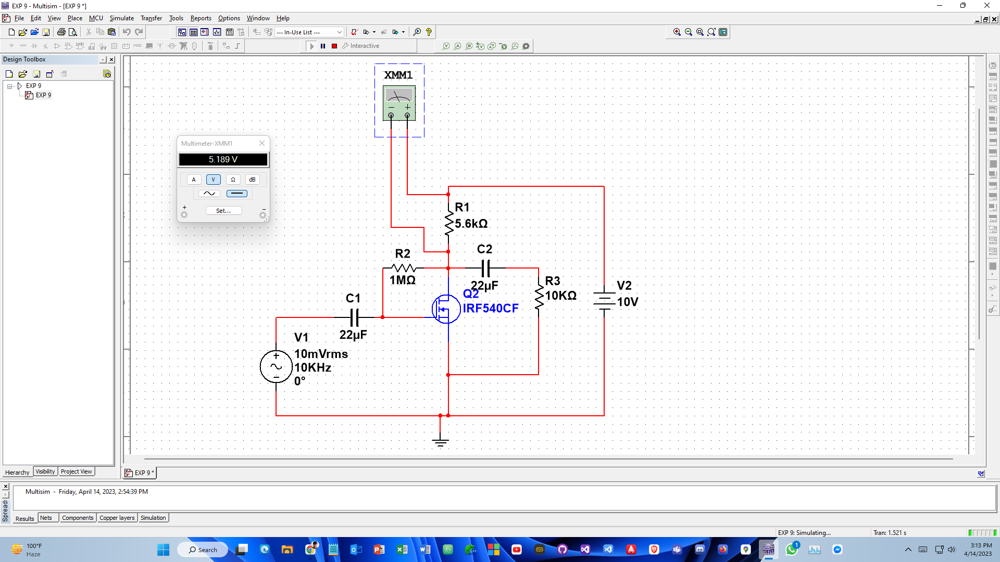 EXP 9 - Multisim - [EXP 9 *]
File Edit View Place MCU Simulate Transfer Tools Reports Options Window Help
--- In-Use List ---
MISC
Interactive
Design Toolbox
EXP 9
EXP 9
XMM1
Multimeter-XMM1
5.189 V
A V Ω dB
+ Set... −
R1
5.6kΩ
R2
1MΩ
C2
22µF
Q2
IRF540CF
R3
10KΩ
V2
10V
C1
22µF
V1
10mVrms
10KHz
0°
Hierarchy Visibility Project View
EXP 9 *
Multisim - Friday, April 14, 2023, 2:54:39 PM
Results Nets Components Copper layers Simulation
EXP 9: Simulating... Tran: 1.521 s
100°F
Haze
Search
1
3:13 PM
4/14/2023